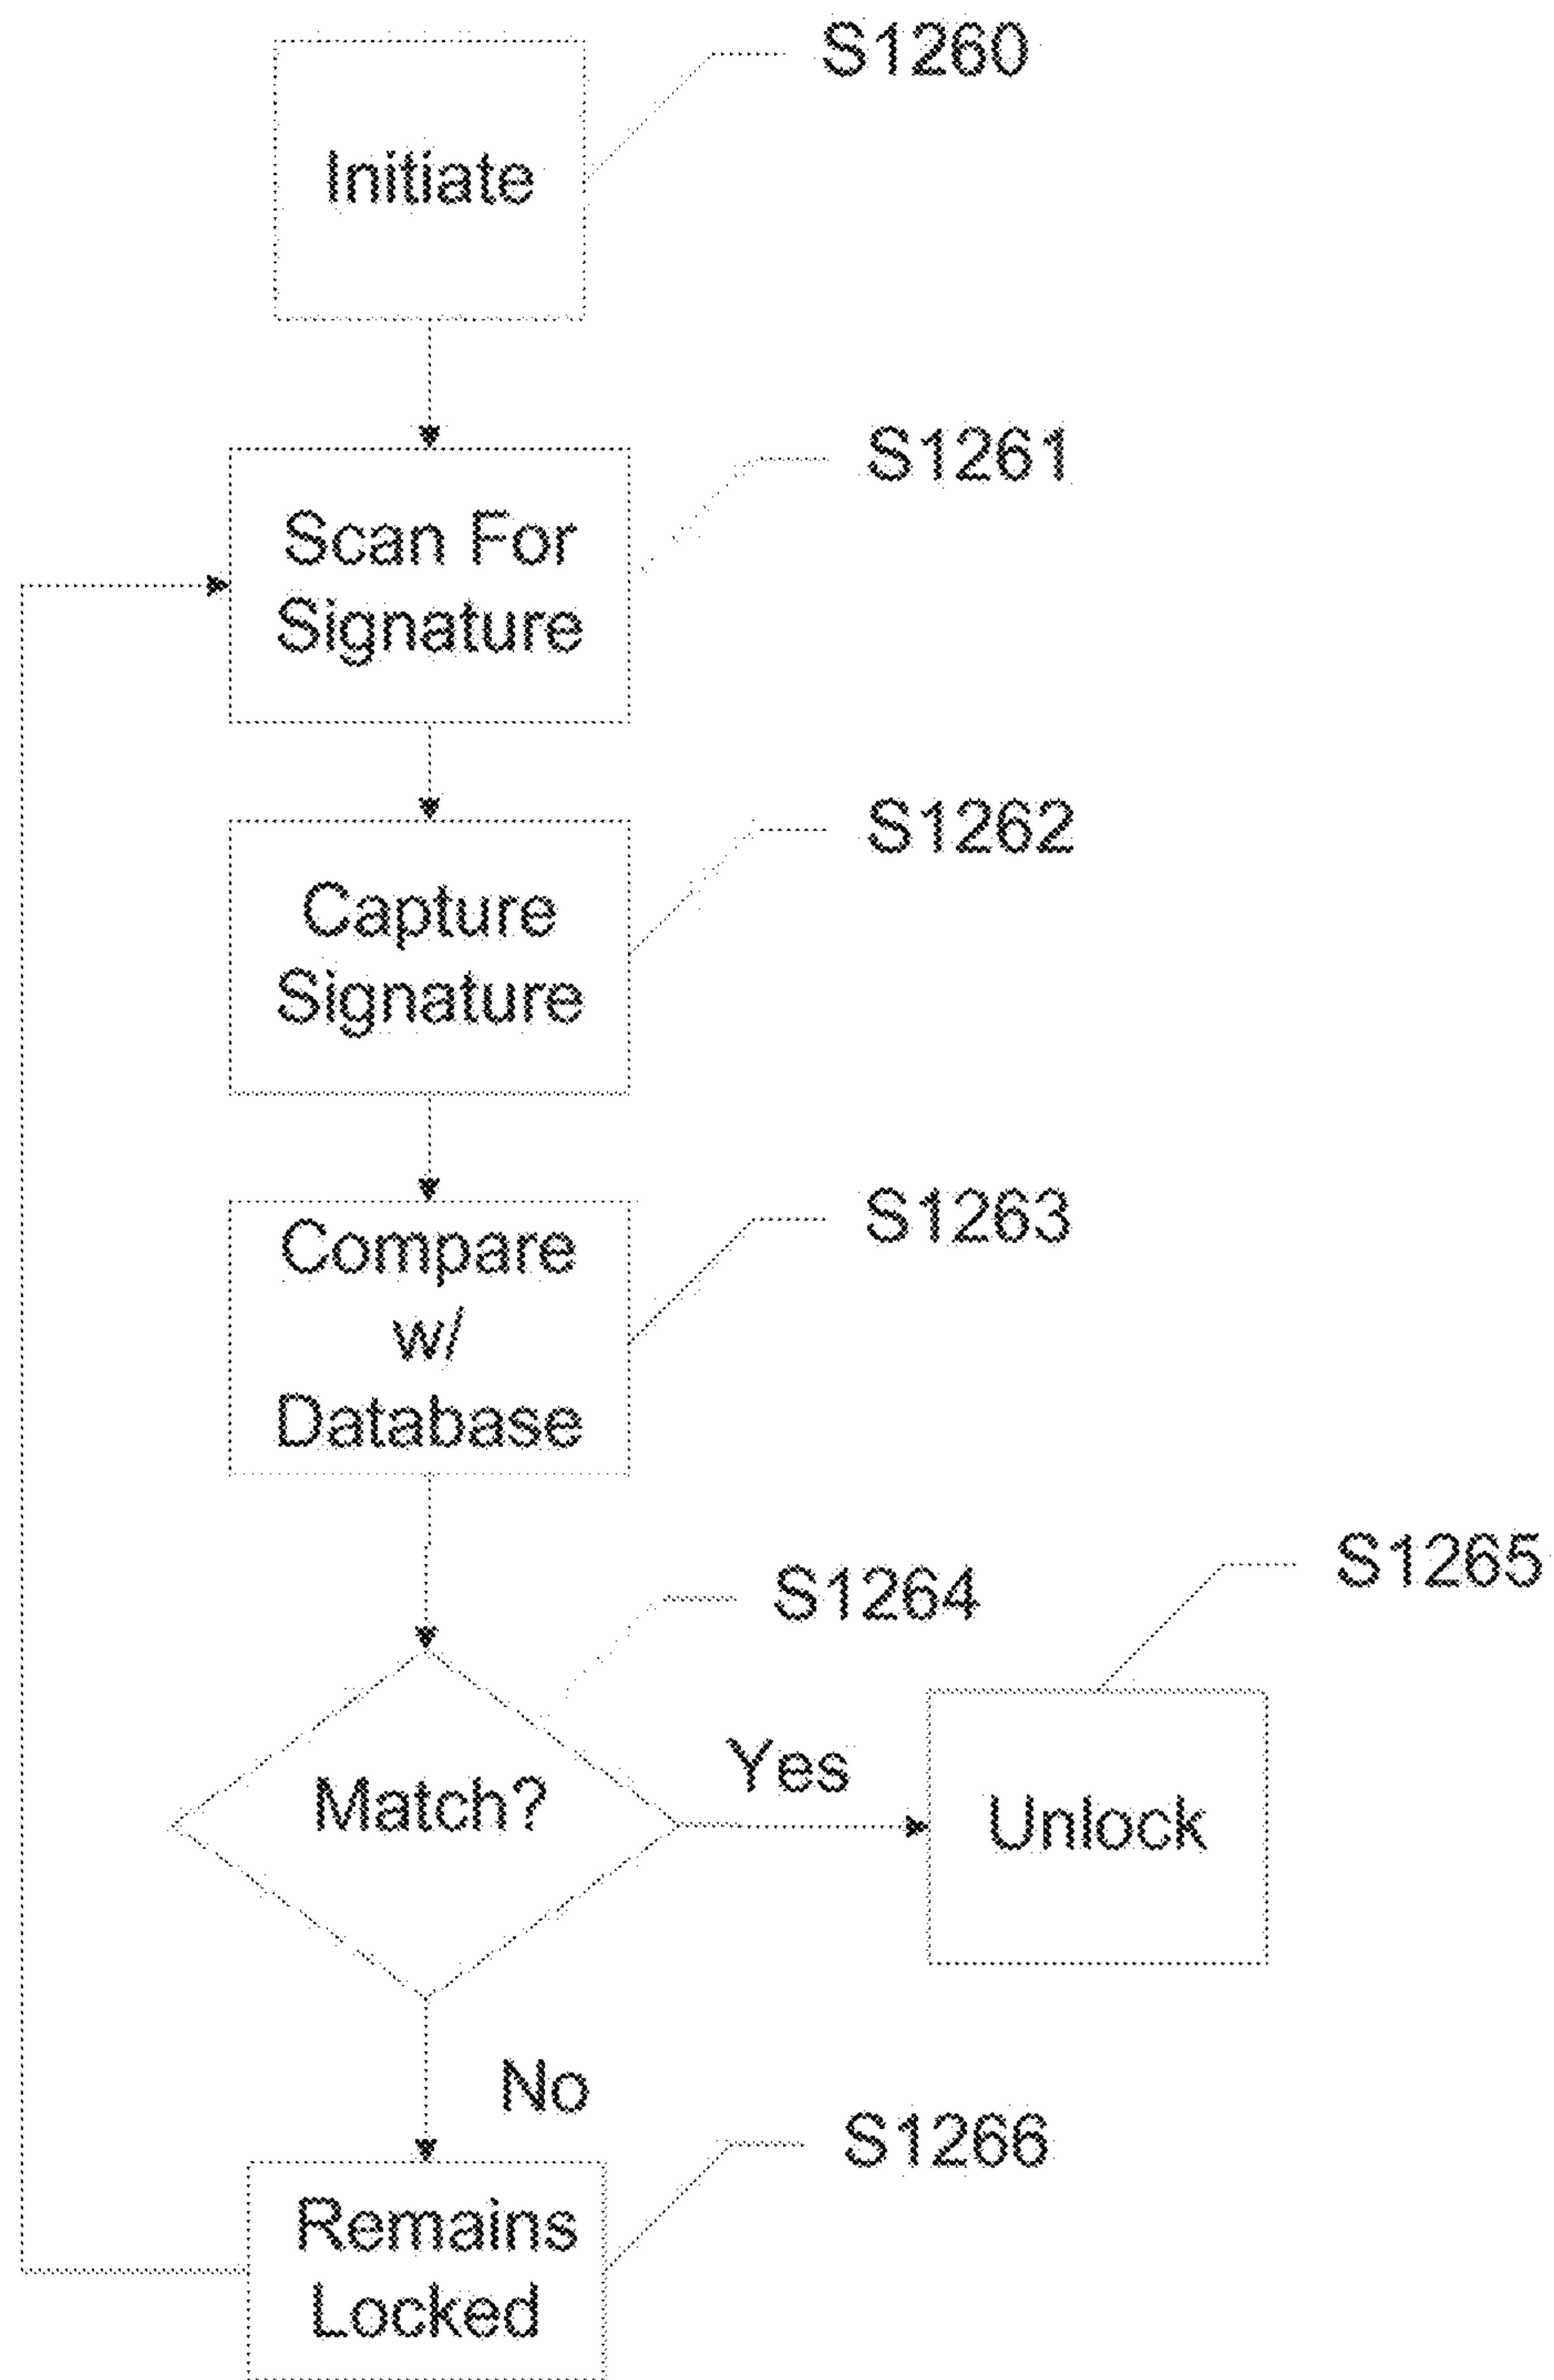 S1260
Initiate
S1261
Scan For
Signature
S1262
Capture
Signature
S1263
Compare
w/
Database
S1264
S1265
Match?
Yes
Unlock
No
S1266
Remains
Locked